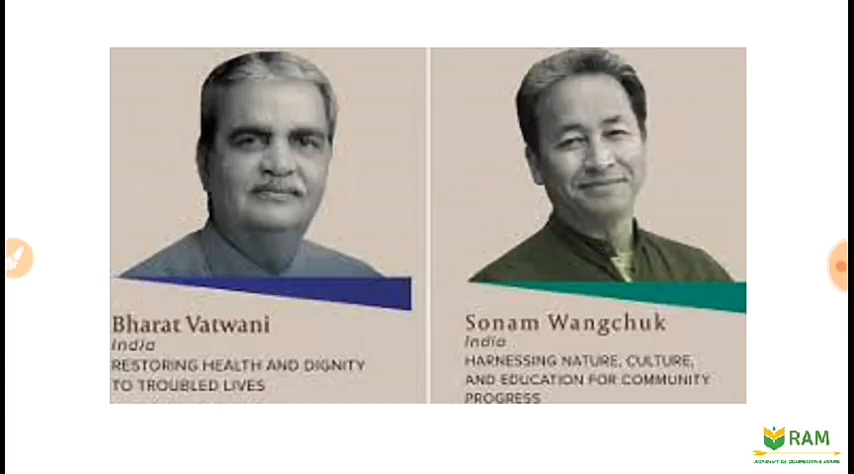 Bharat Vatwani
India
RESTORING HEALTH AND DIGNITY
TO TROUBLED LIVES
Sonam Wangchuk
India
HARNESSING NATURE, CULTURE,
AND EDUCATION FOR COMMUNITY
PROGRESS
RAM